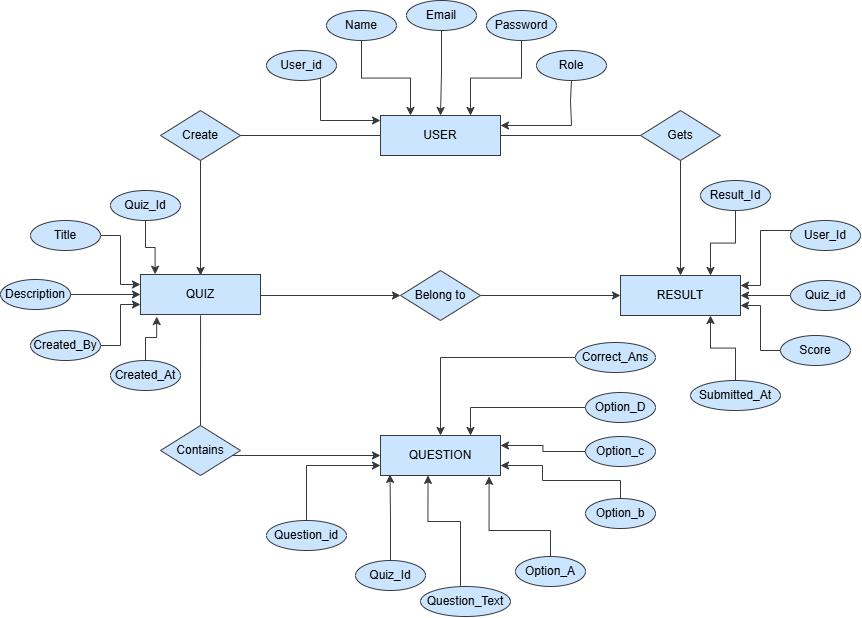 Email
Name
Password
User_id
Role
Create
USER
Gets
Result_Id
Quiz_Id
Title
User_Id
Description
QUIZ
Belong to
RESULT
Quiz_id
Created_By
Score
Created_At
Correct_Ans
Submitted_At
Option_D
Contains
QUESTION
Option_c
Option_b
Question_id
Quiz_Id
Option_A
Question_Text